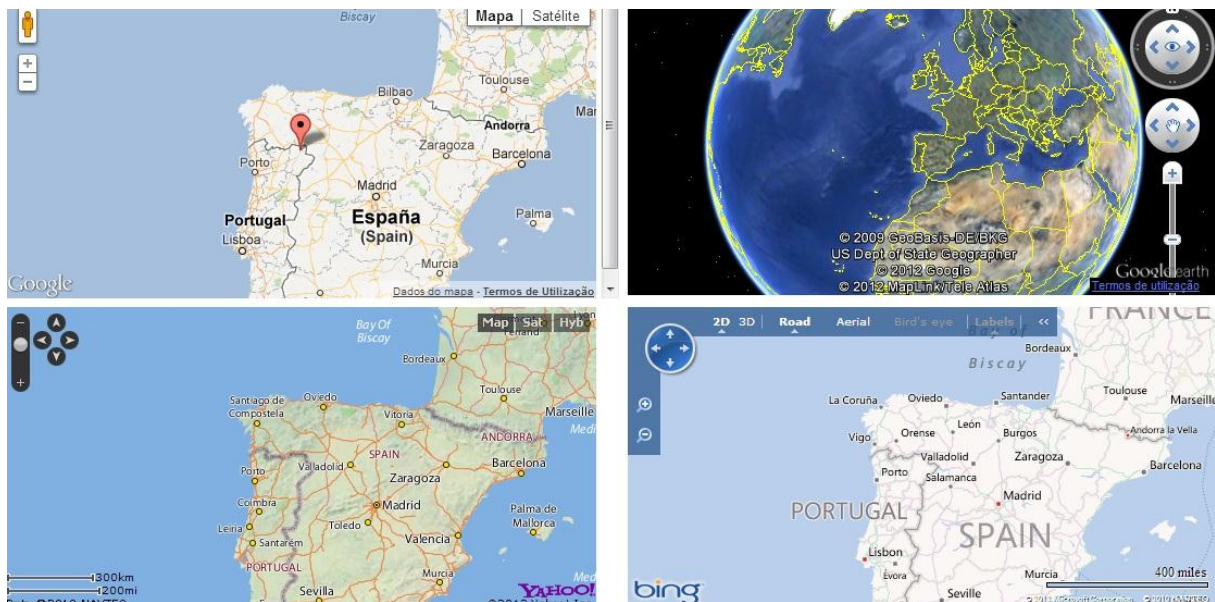 Biscay
Mapa
Satélite
Toulouse
Bilbao
Andorra
Mar
Zaragoza
Barcelona
Porto
Madrid
España
(Spain)
Palma
Portugal
Lisboa
Murcia
Google
Dados do mapa - Termos de Utilização
© 2009 GeoBasis-DE/BKG
US Dept of State Geographer
© 2012 Google
© 2012 MapLink/Tele Atlas
Google earth
Termos de utilização
Map Sat Hyb
Bay Of
Biscay
Bordeaux
Toulouse
Santiago de
Compostela
Oviedo
Vitoria
Marseille
Medi
ANDORRA
SPAIN
Porto
Valladolid
Zaragoza
Barcelona
Coimbra
Madrid
Palma de
Mallorca
Leiria
Toledo
Santarém
Valencia
PORTUGAL
300km
200mi
Murcia
Sevilla
YAHOO!
2D 3D Road Aerial Bird's eye Labels <<
FRANCE
Bay of
Biscay
Bordeaux
La Coruña
Oviedo
Santander
Toulouse
Marseille
Vigo
Orense
León
Burgos
Andorra la Vella
Porto
Valladolid
Zaragoza
Barcelona
Salamanca
PORTUGAL
Madrid
SPAIN
Lisbon
Evora
Murcia
400 miles
Seville
bing